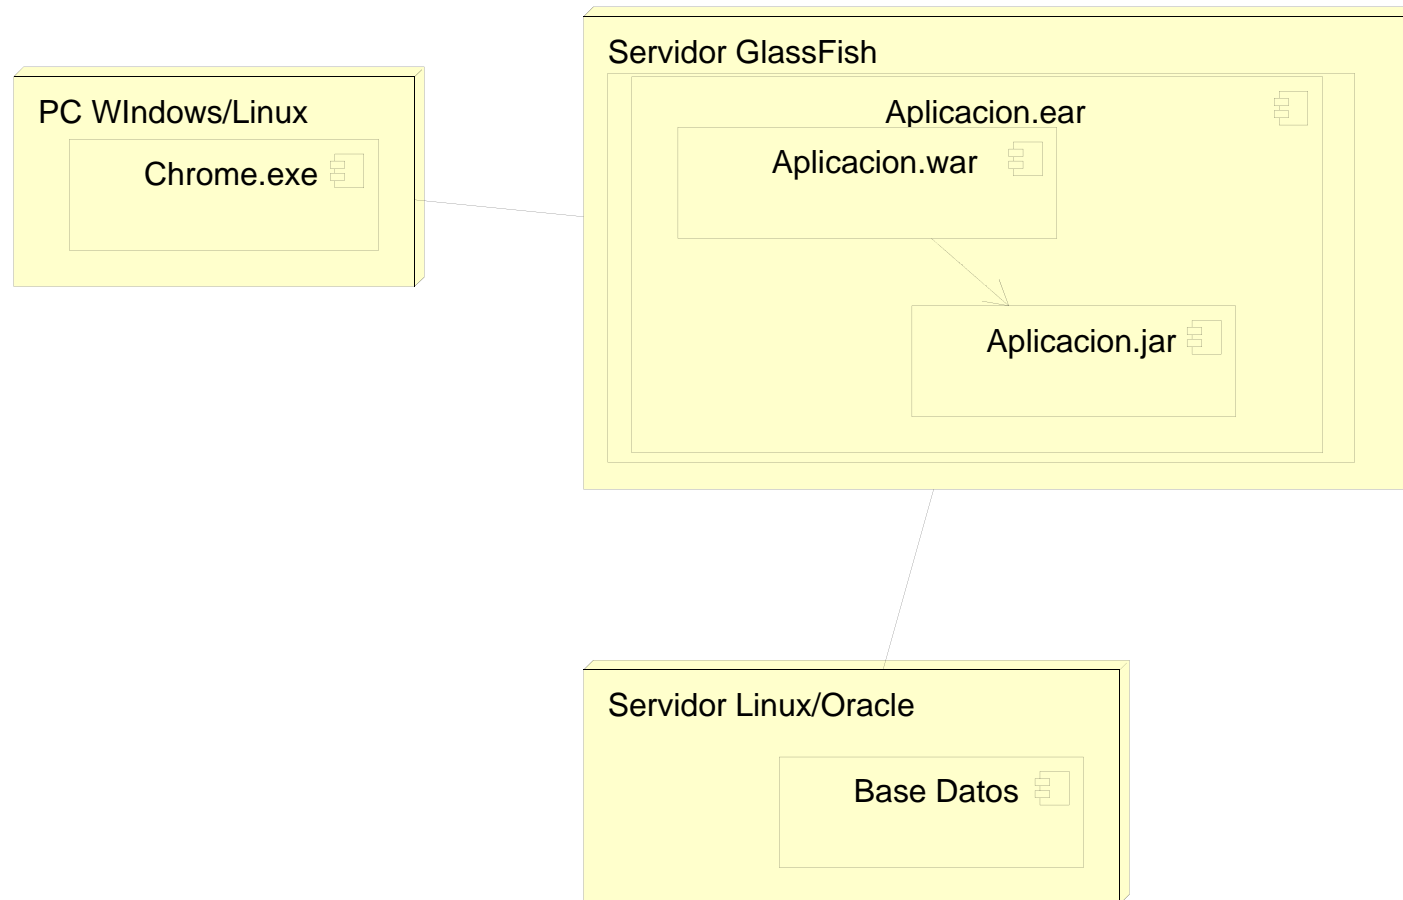 Servidor GlassFish
PC WIndows/Linux
Aplicacion.ear
Chrome.exe
Aplicacion.war
Aplicacion.jar
Servidor Linux/Oracle
Base Datos